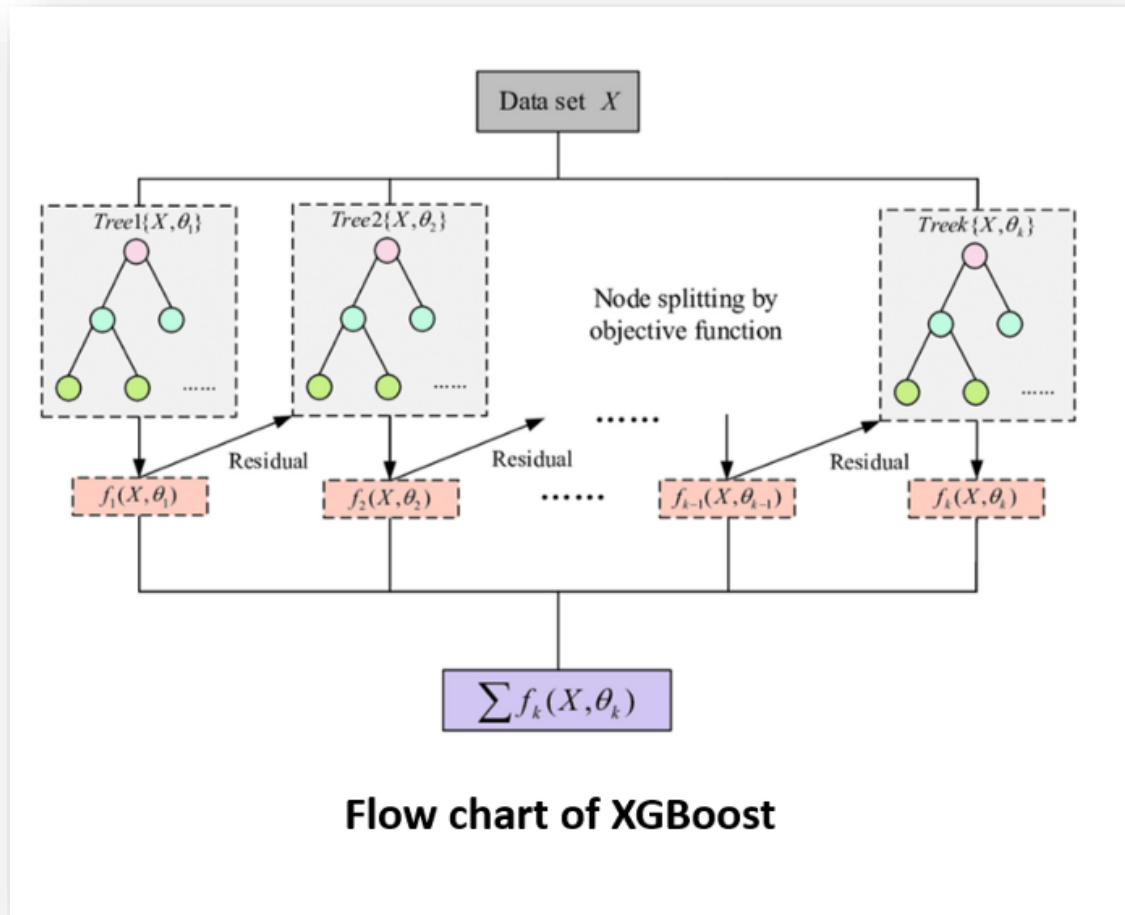 Data set X
Tree1{X,θ₁}
Tree2{X,θ₂}
Treek{X,θₖ}
Node splitting by
objective function
......
......
......
......
Residual
Residual
Residual
f₁(X,θ₁)
f₂(X,θ₂)
......
fₖ₋₁(X,θₖ₋₁)
fₖ(X,θₖ)
∑fₖ(X,θₖ)
Flow chart of XGBoost